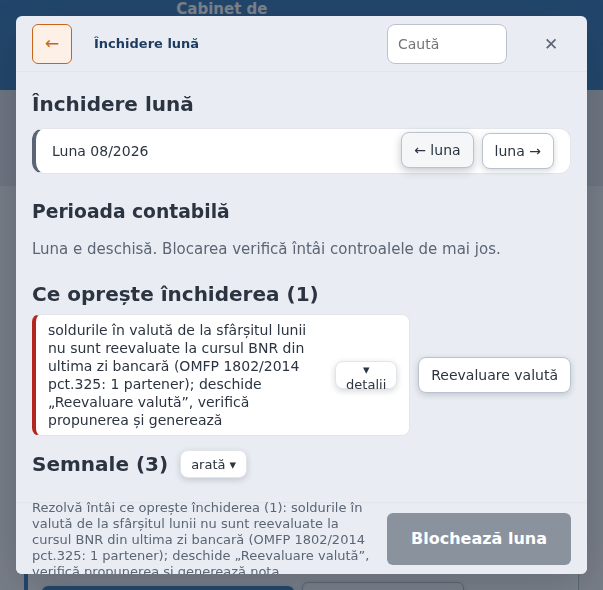 Cabinet de
← Închidere lună Caută ✕
Închidere lună
Luna 08/2026 ← luna luna →
Perioada contabilă
Luna e deschisă. Blocarea verifică întâi controalele de mai jos.
Ce oprește închiderea (1)
soldurile în valută de la sfârșitul lunii
nu sunt reevaluate la cursul BNR din
ultima zi bancară (OMFP 1802/2014
pct.325: 1 partener); deschide
„Reevaluare valută”, verifică
propunerea și generează
▾
detalii
Reevaluare valută
Semnale (3) arată ▾
Rezolvă întâi ce oprește închiderea (1): soldurile în
valută de la sfârșitul lunii nu sunt reevaluate la
cursul BNR din ultima zi bancară (OMFP 1802/2014
pct.325: 1 partener); deschide „Reevaluare valută”,
verifică propunerea și generează nota
Blochează luna